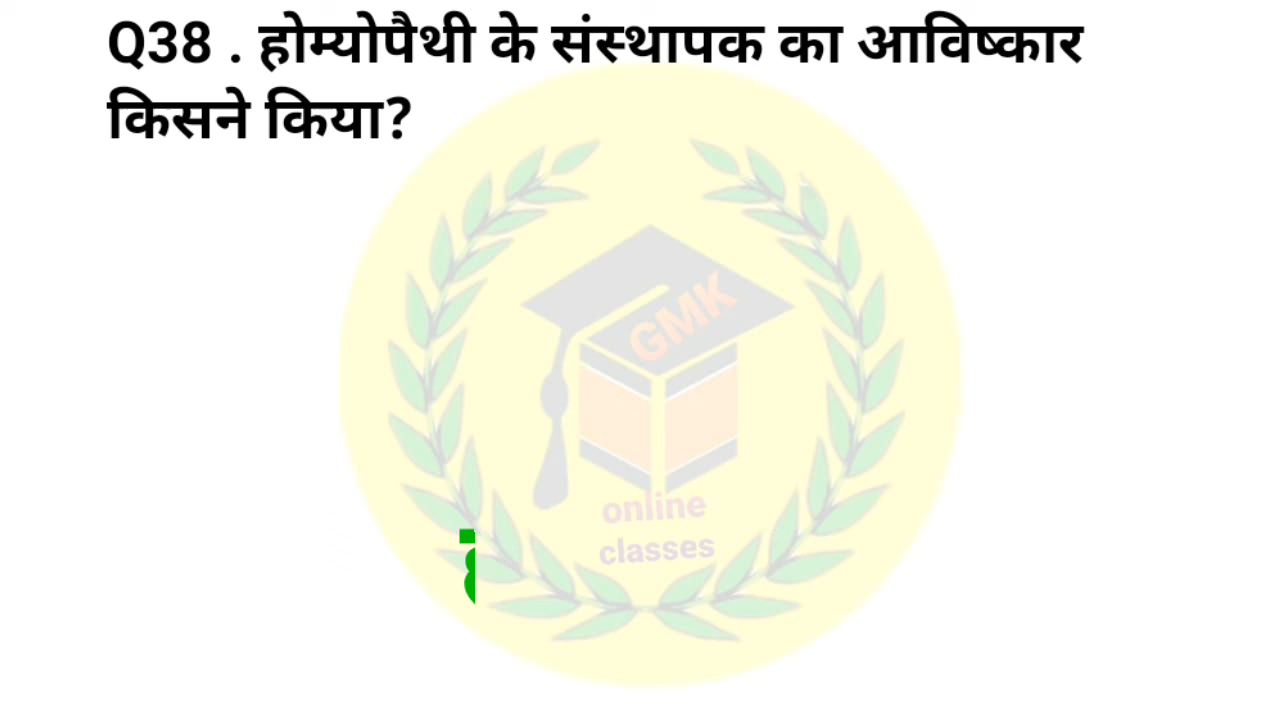 Q38 . होम्योपैथी के संस्थापक का आविष्कार
किसने किया?
GMK
online
classes